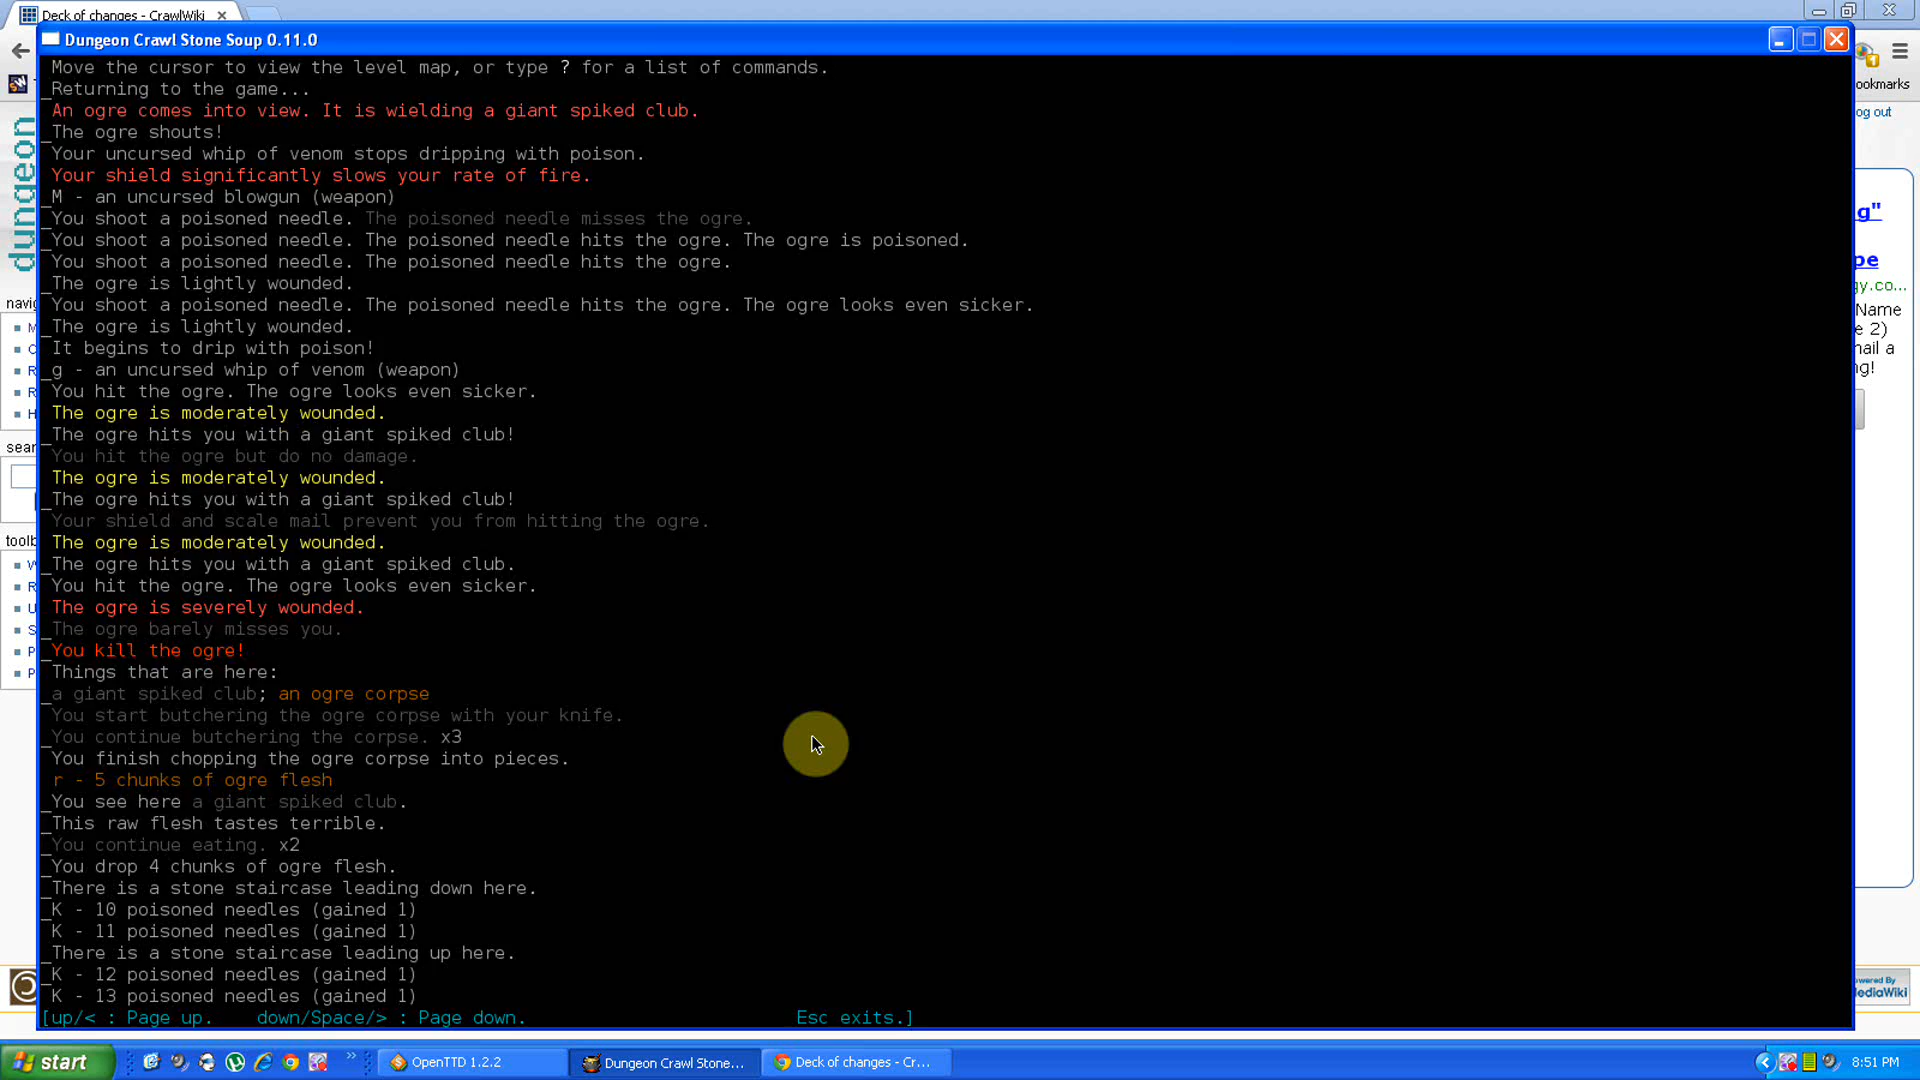 Deck of changes - CrawlWiki
Dungeon Crawl Stone Soup 0.11.0
Move the cursor to view the level map, or type ? for a list of commands.
Returning to the game...
An ogre comes into view. It is wielding a giant spiked club.
The ogre shouts!
Your uncursed whip of venom stops dripping with poison.
Your shield significantly slows your rate of fire.
M - an uncursed blowgun (weapon)
You shoot a poisoned needle. The poisoned needle misses the ogre.
You shoot a poisoned needle. The poisoned needle hits the ogre. The ogre is poisoned.
You shoot a poisoned needle. The poisoned needle hits the ogre.
The ogre is lightly wounded.
You shoot a poisoned needle. The poisoned needle hits the ogre. The ogre looks even sicker.
The ogre is lightly wounded.
It begins to drip with poison!
g - an uncursed whip of venom (weapon)
You hit the ogre. The ogre looks even sicker.
The ogre is moderately wounded.
The ogre hits you with a giant spiked club!
You hit the ogre but do no damage.
The ogre is moderately wounded.
The ogre hits you with a giant spiked club!
Your shield and scale mail prevent you from hitting the ogre.
The ogre is moderately wounded.
The ogre hits you with a giant spiked club.
You hit the ogre. The ogre looks even sicker.
The ogre is severely wounded.
The ogre barely misses you.
You kill the ogre!
Things that are here:
a giant spiked club; an ogre corpse
You start butchering the ogre corpse with your knife.
You continue butchering the corpse. x3
You finish chopping the ogre corpse into pieces.
r - 5 chunks of ogre flesh
You see here a giant spiked club.
This raw flesh tastes terrible.
You continue eating. x2
You drop 4 chunks of ogre flesh.
There is a stone staircase leading down here.
K - 10 poisoned needles (gained 1)
K - 11 poisoned needles (gained 1)
There is a stone staircase leading up here.
K - 12 poisoned needles (gained 1)
K - 13 poisoned needles (gained 1)
[up/< : Page up. down/Space/> : Page down. Esc exits.]
dungeon
navig
sear
toolb
ookmarks
og out
g"
pe
gy.co...
Name
e 2)
nail a
ng!
owered By
lediaWiki
start
OpenTTD 1.2.2
Dungeon Crawl Stone...
Deck of changes - Cr...
8:51 PM